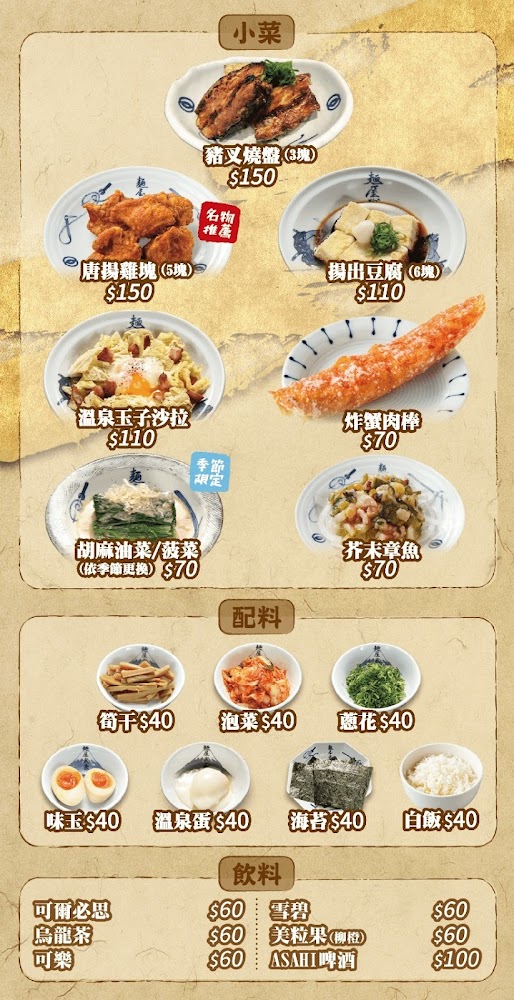 小菜
豬叉燒盤(3塊)
$150
麵屋
名物
推薦
唐揚雞塊(5塊)
$150
麵屋
揚出豆腐(6塊)
$110
麵
溫泉玉子沙拉
$110
炸蟹肉棒
$70
麵
季節
限定
胡麻油菜/菠菜
(依季節更換) $70
芥末章魚
$70
配料
筍干$40
泡菜$40
蔥花$40
味玉$40
溫泉蛋$40
海苔$40
白飯$40
飲料
可爾必思 $60
烏龍茶 $60
可樂 $60
雪碧 $60
美粒果(柳橙) $60
ASAHI啤酒 $100